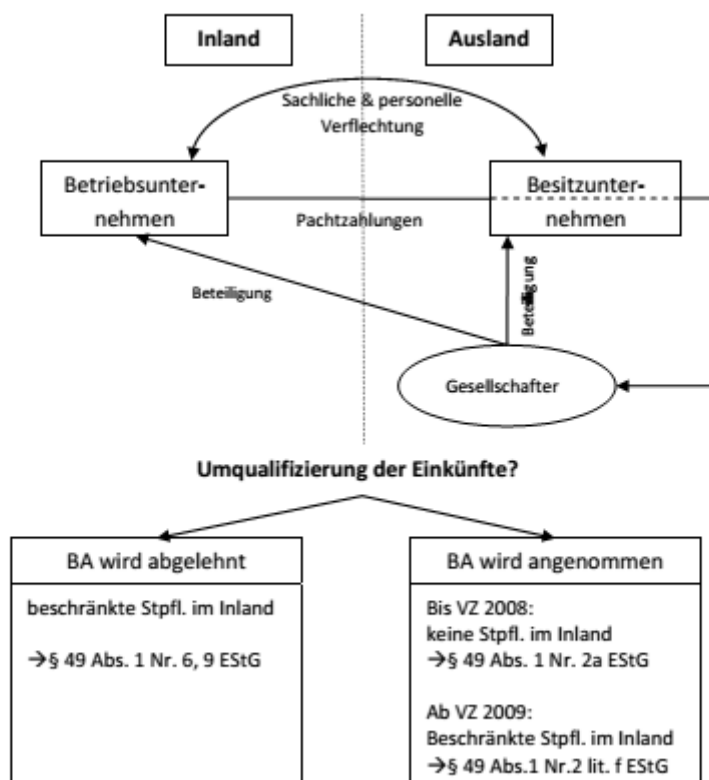 Inland
Ausland
Sachliche & personelle
Verflechtung
Betriebsunter-
nehmen
Besitzunter-
nehmen
Pachtzahlungen
Beteiligung
Beteiligung
Gesellschafter
Umqualifizierung der Einkünfte?
BA wird abgelehnt
beschränkte Stpfl. im Inland
→§ 49 Abs. 1 Nr. 6, 9 EStG
BA wird angenommen
Bis VZ 2008:
keine Stpfl. im Inland
→§ 49 Abs. 1 Nr. 2a EStG
Ab VZ 2009:
Beschränkte Stpfl. im Inland
→§ 49 Abs.1 Nr.2 lit. f EStG